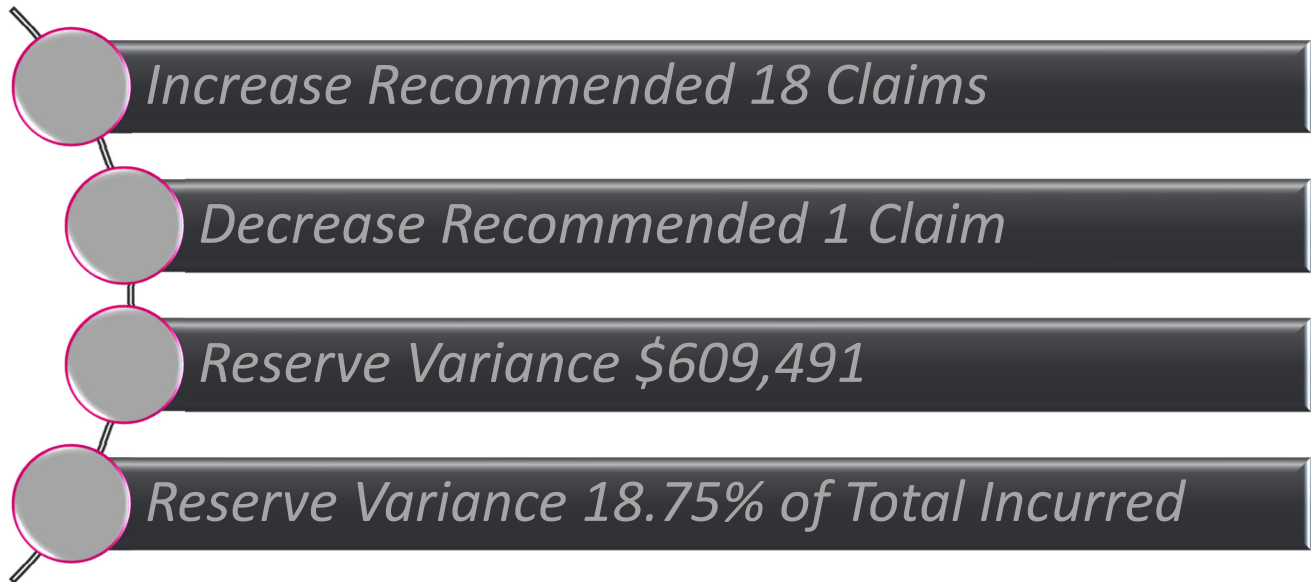 Increase Recommended 18 Claims
Decrease Recommended 1 Claim
Reserve Variance $609,491
Reserve Variance 18.75% of Total Incurred